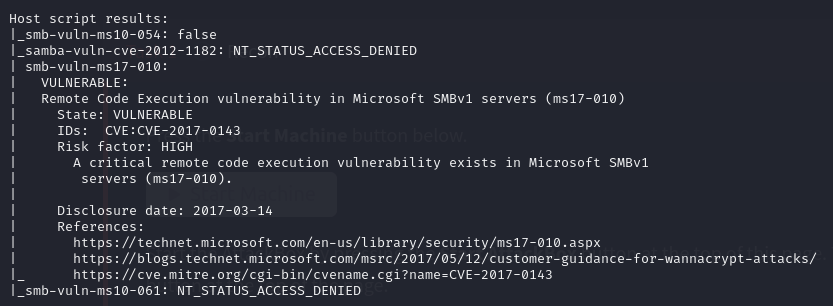 Host script results:
|_smb-vuln-ms10-054: false
|_samba-vuln-cve-2012-1182: NT_STATUS_ACCESS_DENIED
| smb-vuln-ms17-010:
|   VULNERABLE:
|   Remote Code Execution vulnerability in Microsoft SMBv1 servers (ms17-010)
|     State: VULNERABLE
|     IDs:  CVE:CVE-2017-0143
|     Risk factor: HIGH
|       A critical remote code execution vulnerability exists in Microsoft SMBv1
|        servers (ms17-010).
|
|     Disclosure date: 2017-03-14
|     References:
|       https://technet.microsoft.com/en-us/library/security/ms17-010.aspx
|       https://blogs.technet.microsoft.com/msrc/2017/05/12/customer-guidance-for-wannacrypt-attacks/
|_      https://cve.mitre.org/cgi-bin/cvename.cgi?name=CVE-2017-0143
|_smb-vuln-ms10-061: NT_STATUS_ACCESS_DENIED
Start Machine button below.